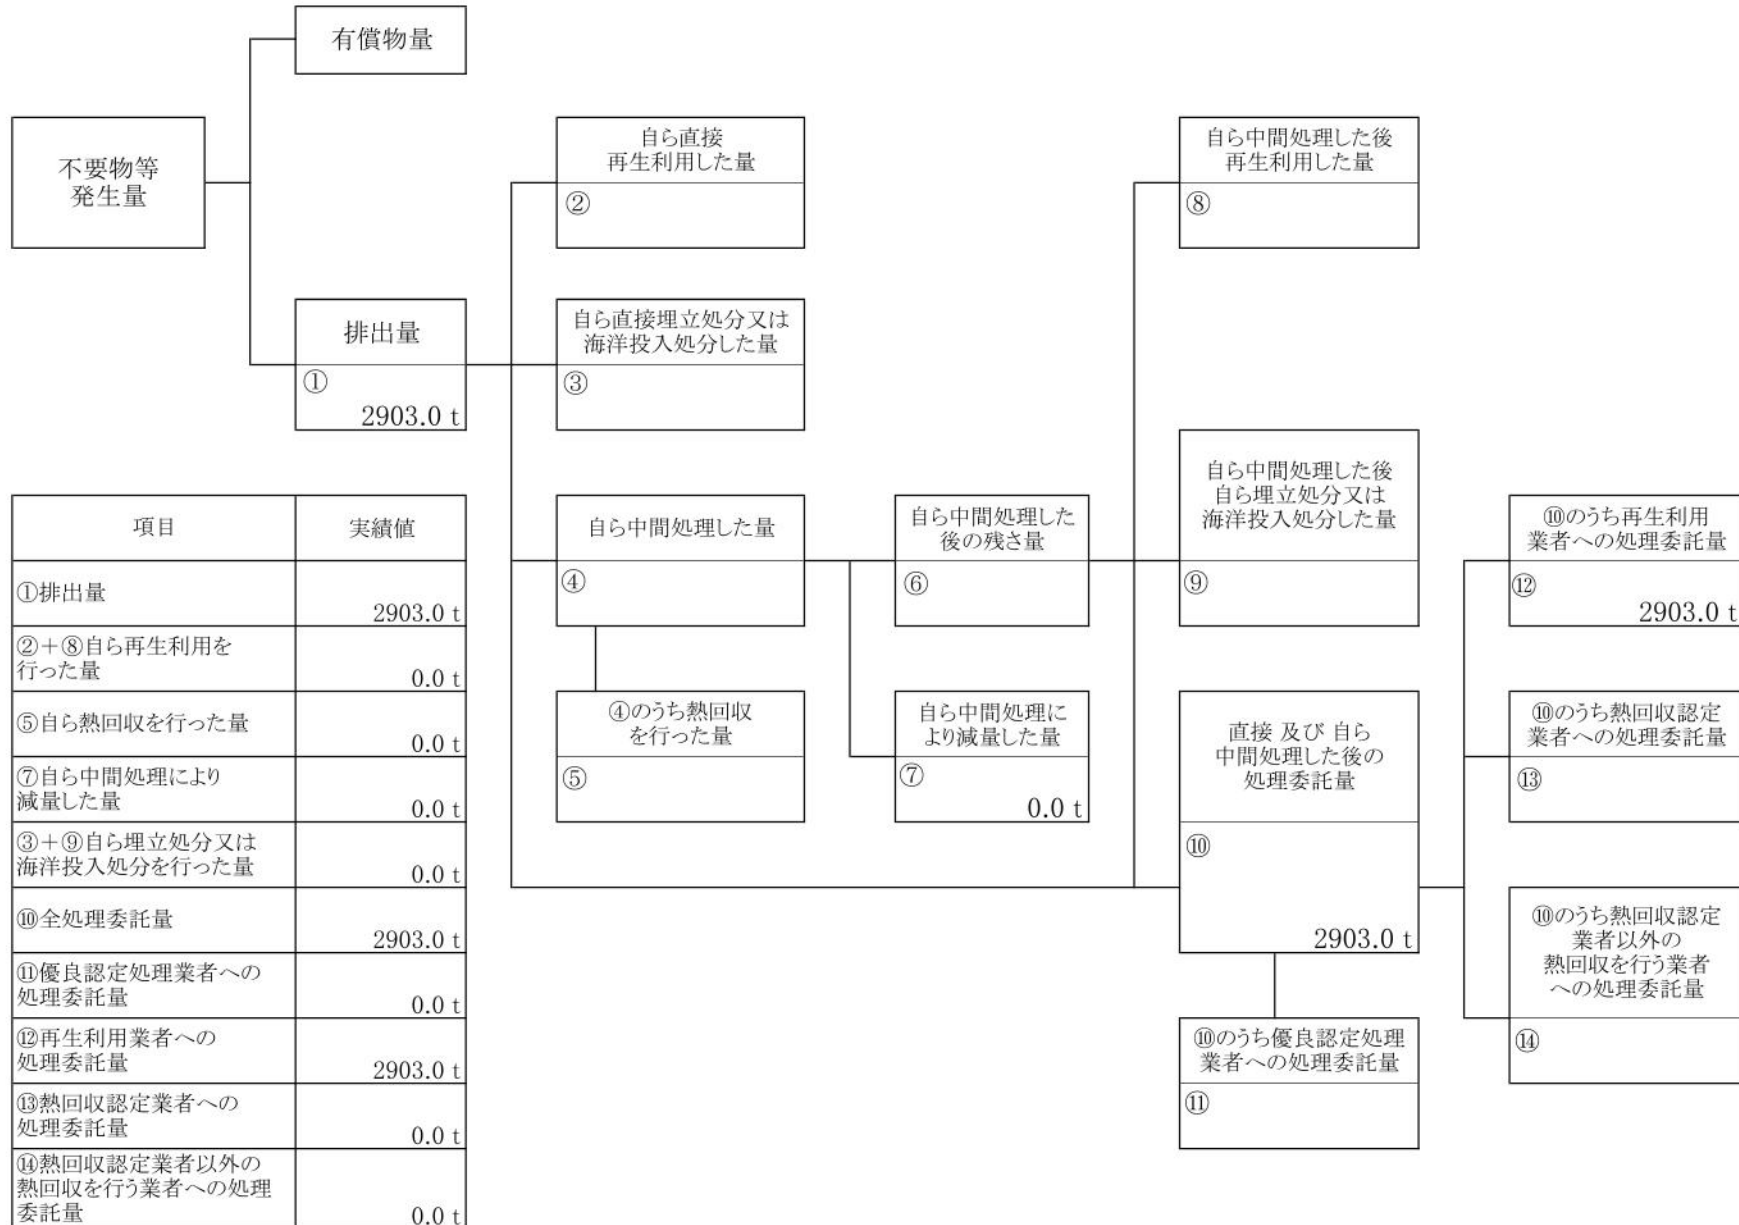 有償物量
不要物等
発生量
自ら直接
再生利用した量
②
自ら中間処理した後
再生利用した量
⑧
排出量
①
2903.0 t
自ら直接埋立処分又は
海洋投入処分した量
③
自ら中間処理した量
④
自ら中間処理した
後の残さ量
⑥
自ら中間処理した後
自ら埋立処分又は
海洋投入処分した量
⑨
⑩のうち再生利用
業者への処理委託量
⑫
2903.0 t
④のうち熱回収
を行った量
⑤
自ら中間処理に
より減量した量
⑦
0.0 t
直接 及び 自ら
中間処理した後の
処理委託量
⑩
2903.0 t
⑩のうち熱回収認定
業者への処理委託量
⑬
⑩のうち熱回収認定
業者以外の
熱回収を行う業者
への処理委託量
⑭
⑩のうち優良認定処理
業者への処理委託量
⑪
項目 実績値
①排出量
2903.0 t
②+⑧自ら再生利用を
行った量
0.0 t
⑤自ら熱回収を行った量
0.0 t
⑦自ら中間処理により
減量した量
0.0 t
③+⑨自ら埋立処分又は
海洋投入処分を行った量
0.0 t
⑩全処理委託量
2903.0 t
⑪優良認定処理業者への
処理委託量
0.0 t
⑫再生利用業者への
処理委託量
2903.0 t
⑬熱回収認定業者への
処理委託量
0.0 t
⑭熱回収認定業者以外の
熱回収を行う業者への処理
委託量
0.0 t